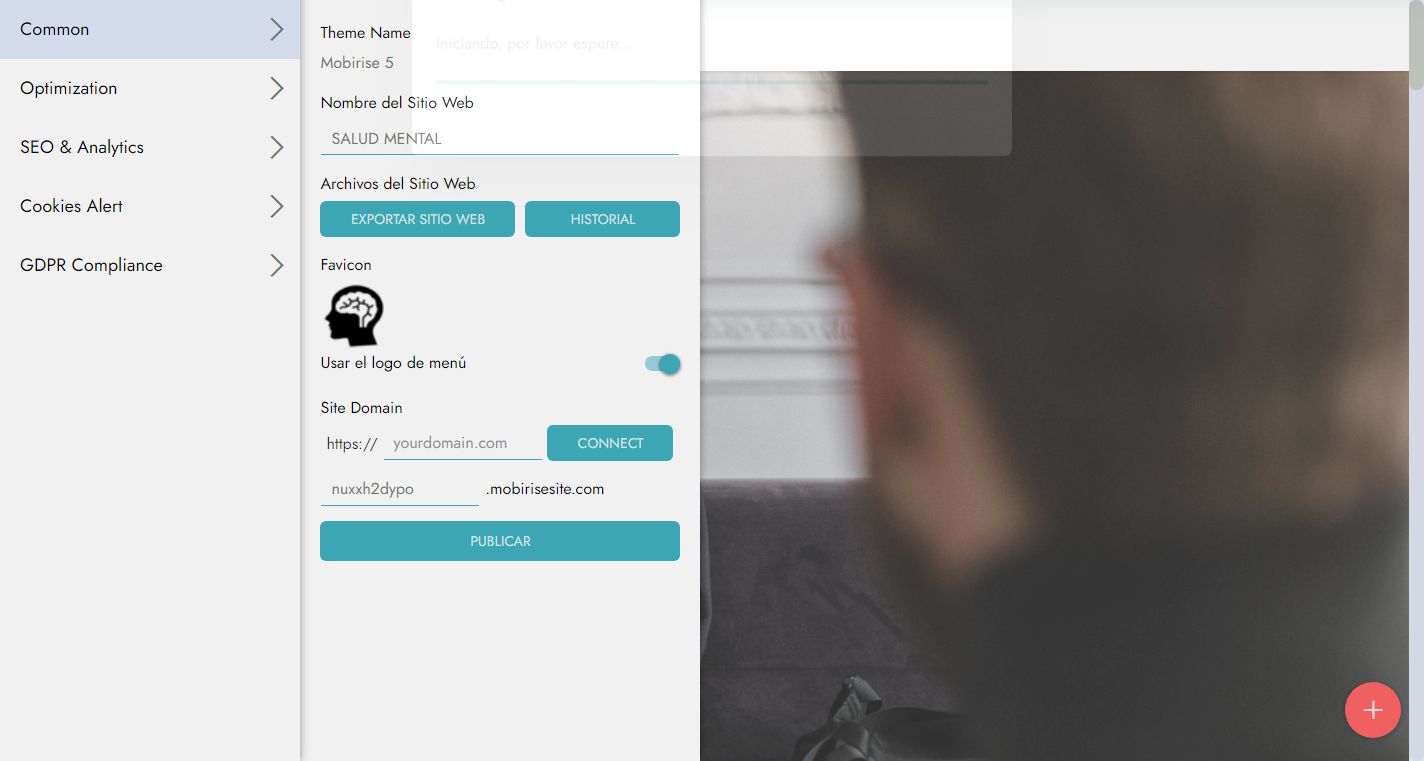 Common
Optimization
SEO & Analytics
Cookies Alert
GDPR Compliance
Theme Name
Mobirise 5
Iniciando, por favor espere...
Nombre del Sitio Web
SALUD MENTAL
Archivos del Sitio Web
EXPORTAR SITIO WEB
HISTORIAL
Favicon
Usar el logo de menú
Site Domain
https://
yourdomain.com
CONNECT
nuxxh2dypo
.mobirisesite.com
PUBLICAR